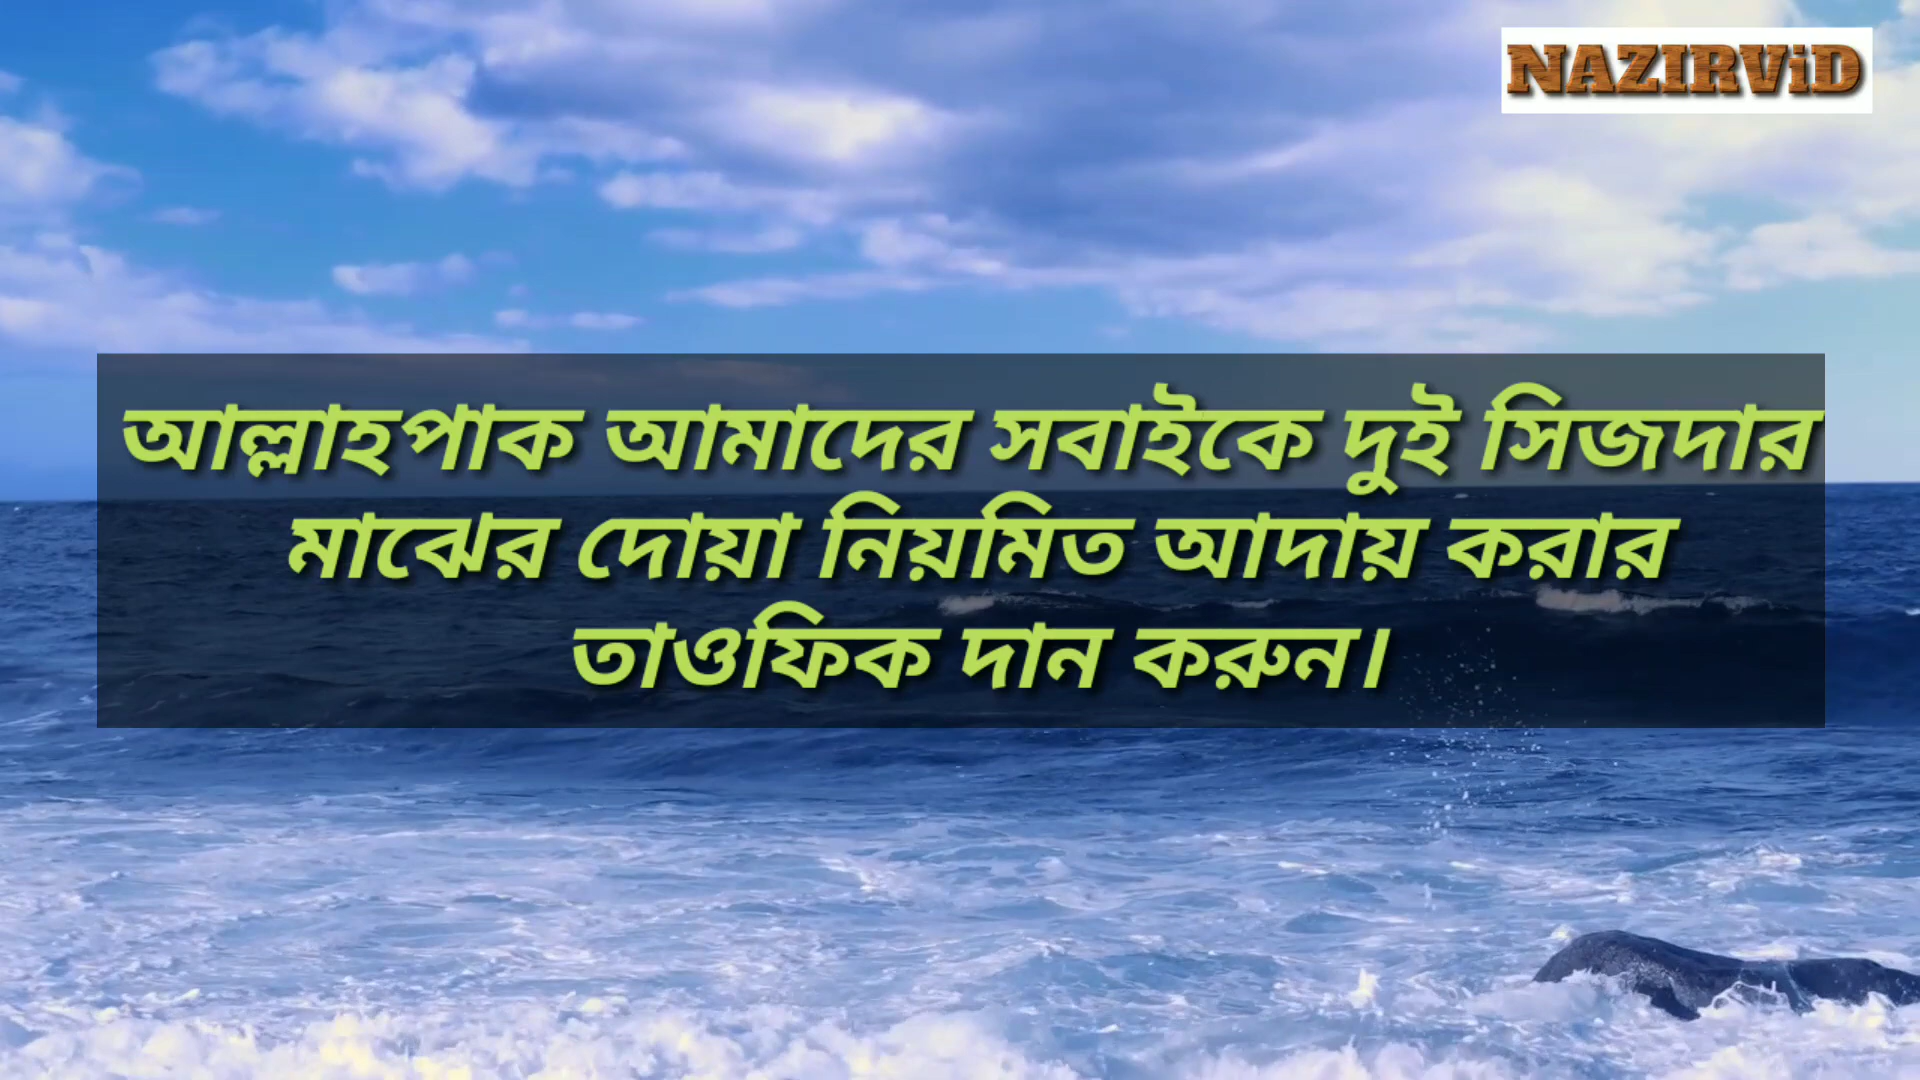 NAZIRViD
আল্লাহপাক আমাদের সবাইকে দুই সিজদার
মাঝের দোয়া নিয়মিত আদায় করার
তাওফিক দান করুন।